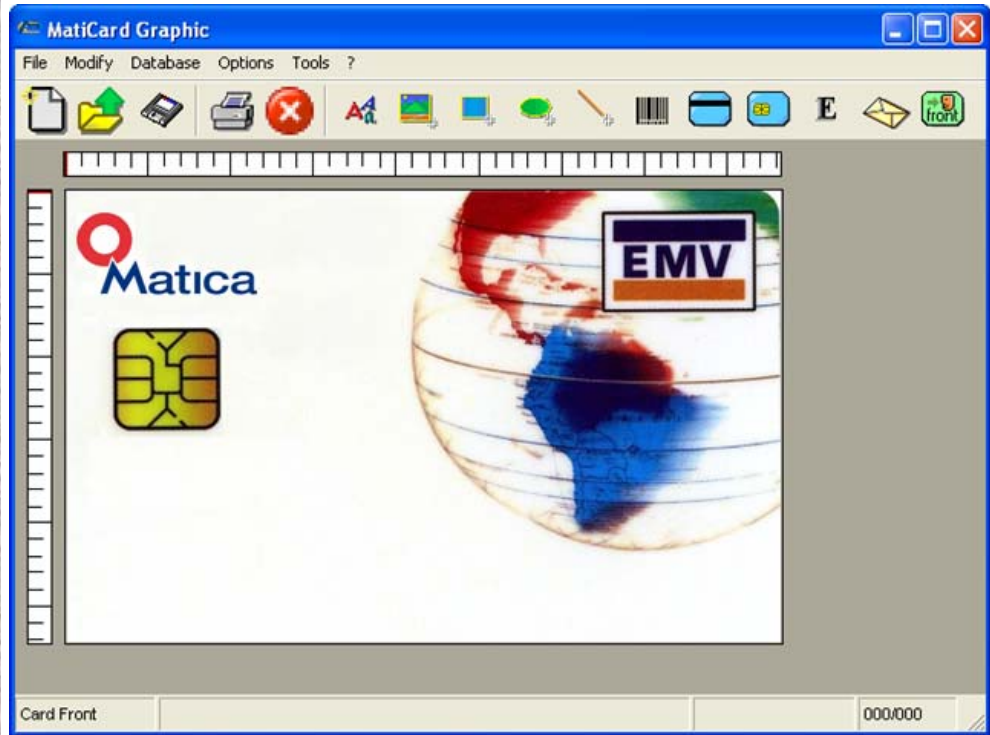 MatiCard Graphic
File Modify Database Options Tools ?
E
front
Matica
EMV
Card Front
000/000